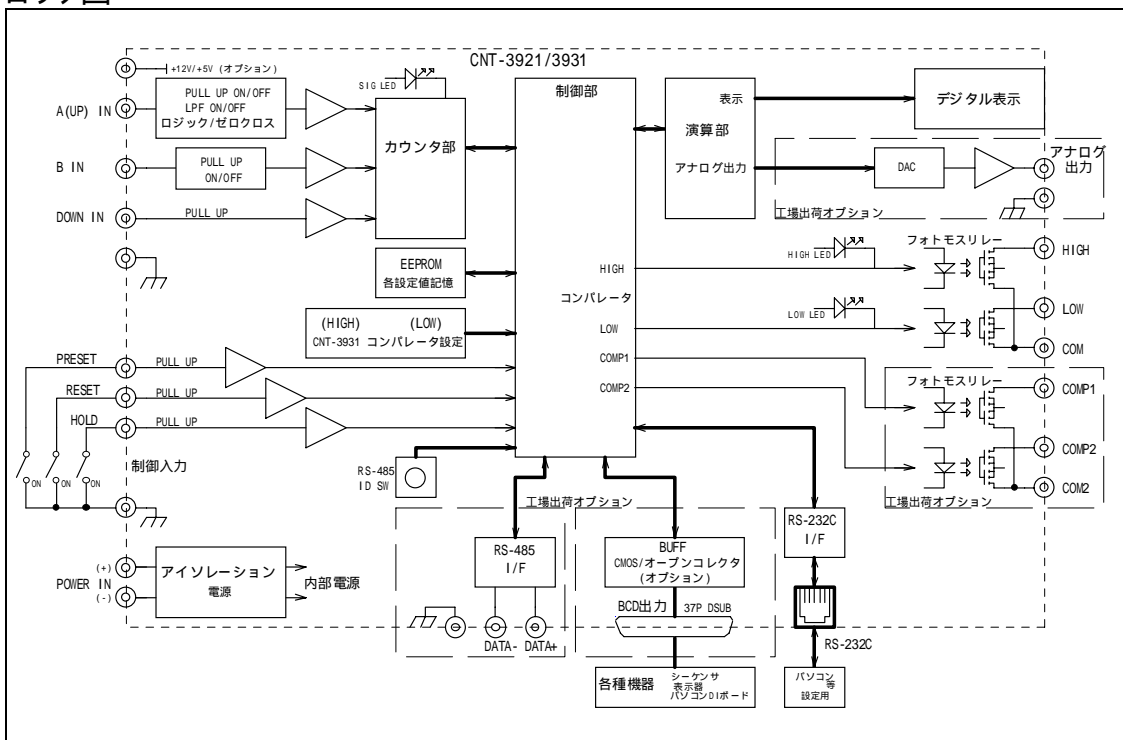 ロック図
CNT-3921/3931
+12V/+5V (オプション)
SIG LED
A(UP) IN
PULL UP ON/OFF
LPF ON/OFF
ロジック/ゼロクロス
カウンタ部
制御部
表示
演算部
アナログ出力
デジタル表示
B IN
PULL UP
ON/OFF
DAC
アナログ
出力
工場出荷オプション
DOWN IN
PULL UP
EEPROM
各設定値記憶
(HIGH) (LOW)
CNT-3931 コンパレータ設定
HIGH
コンパレータ
LOW
COMP1
COMP2
HIGH LED
LOW LED
フォトモスリレー
HIGH
LOW
COM
PRESET
PULL UP
RESET
PULL UP
HOLD
PULL UP
フォトモスリレー
COMP1
COMP2
COM2
工場出荷オプション
ON
ON
ON
制御入力
RS-485
ID SW
工場出荷オプション
RS-485
I/F
BUFF
CMOS/オープンコレクタ
(オプション)
RS-232C
I/F
POWER IN
(+)
(-)
アイソレーション
電源
内部電源
DATA-
DATA+
BCD出力
37P DSUB
RS-232C
各種機器
シーケンサ
表示器
パソコンDIボード
パソコン等
設定用